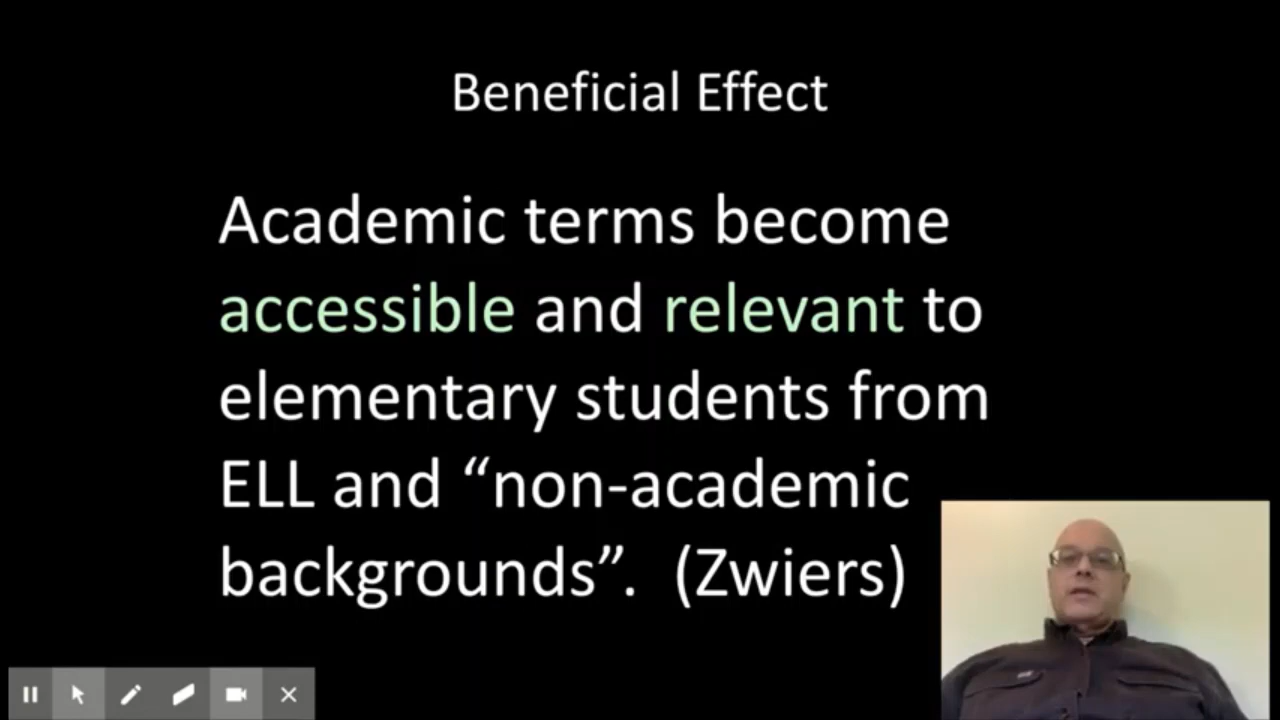 Beneficial Effect
Academic terms become
accessible and relevant to
elementary students from
ELL and “non-academic
backgrounds”. (Zwiers)